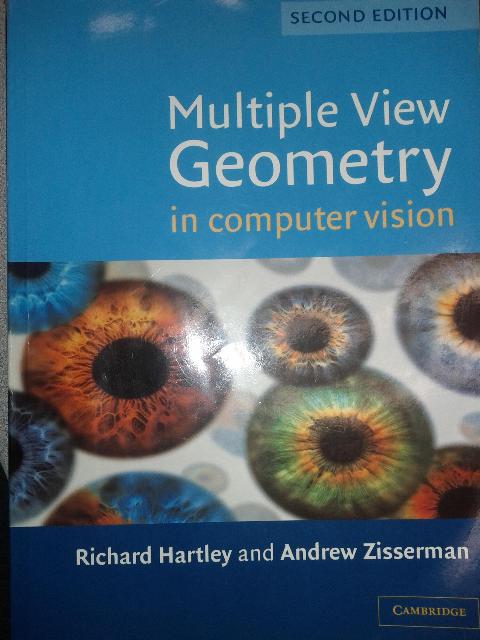 SECOND EDITION
Multiple View
Geometry
in computer vision
Richard Hartley and Andrew Zisserman
CAMBRIDGE